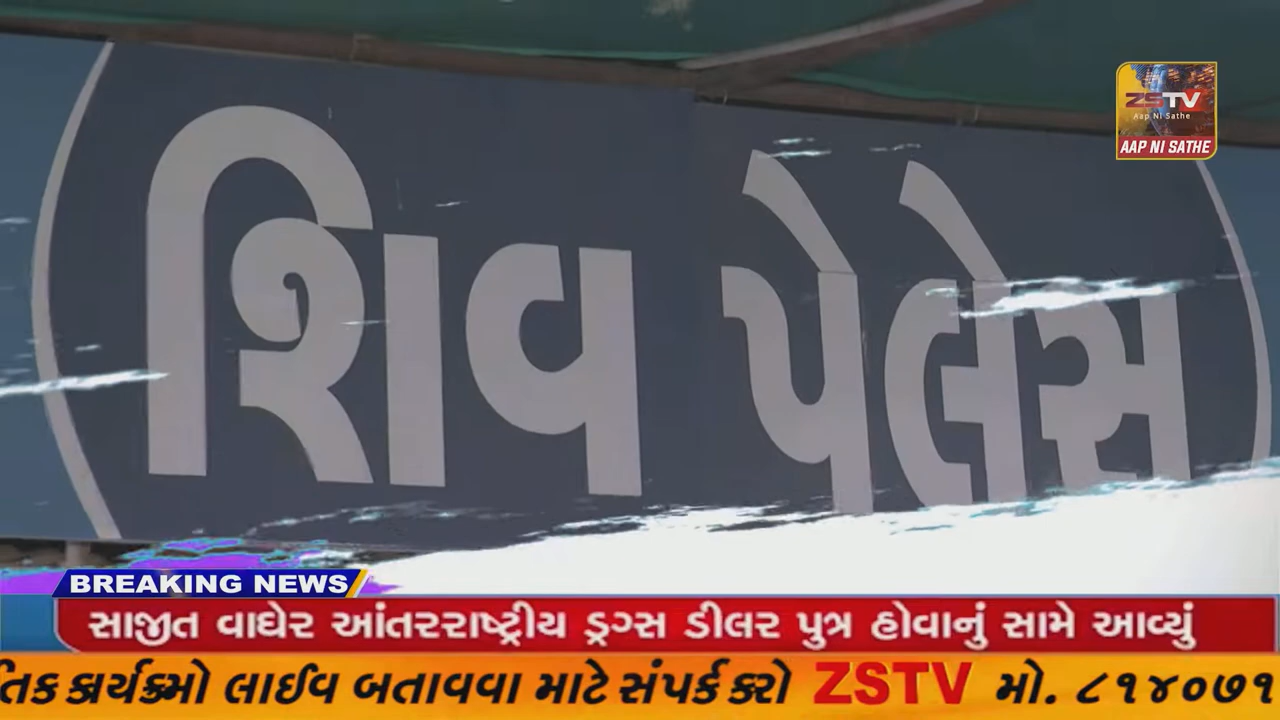 ZSTV
Aap Ni Sathe
AAP NI SATHE
શિવ પેલેસ
BREAKING NEWS
સાજીત વાઘેર આંતરરાષ્ટ્રીય ડ્રગ્સ ડીલર પુત્ર હોવાનું સામે આવ્યું
તિક કાર્યક્રમો લાઈવ બતાવવા માટે સંપર્ક કરો ZSTV મો. ૮૧૪૦૭૧